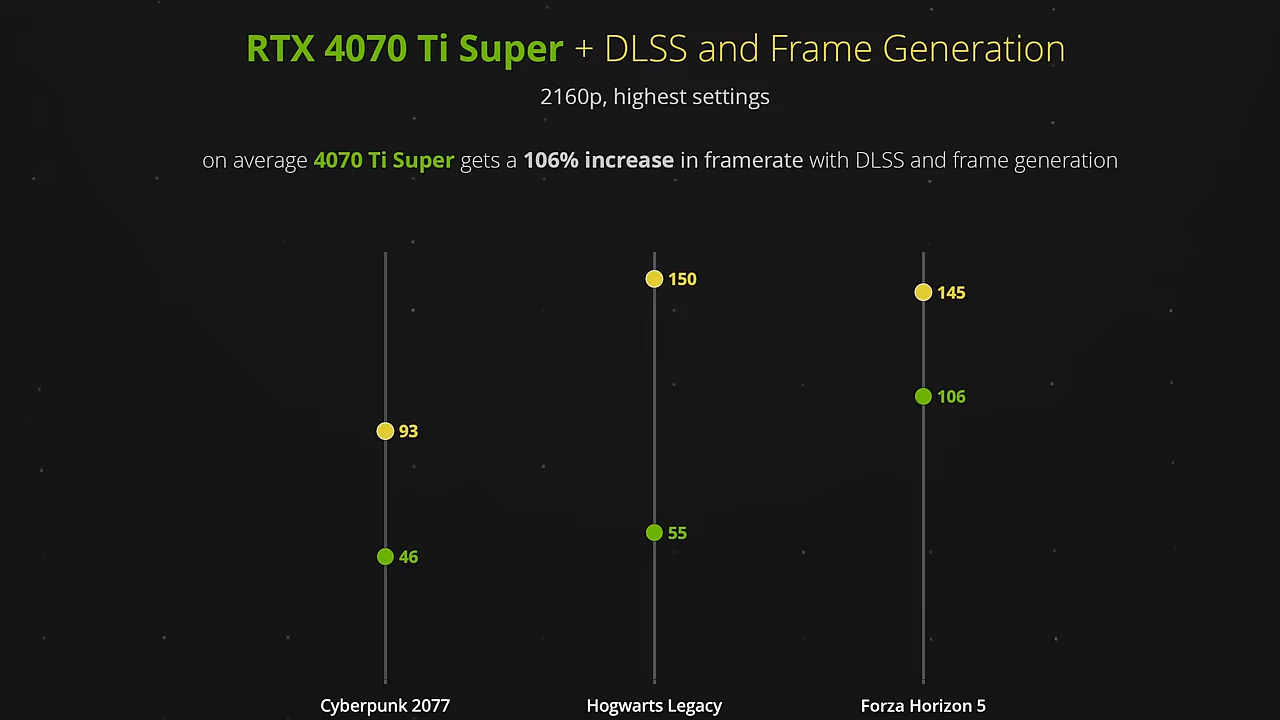 RTX 4070 Ti Super + DLSS and Frame Generation
2160p, highest settings
on average 4070 Ti Super gets a 106% increase in framerate with DLSS and frame generation
150
145
106
93
55
46
Cyberpunk 2077 Hogwarts Legacy Forza Horizon 5